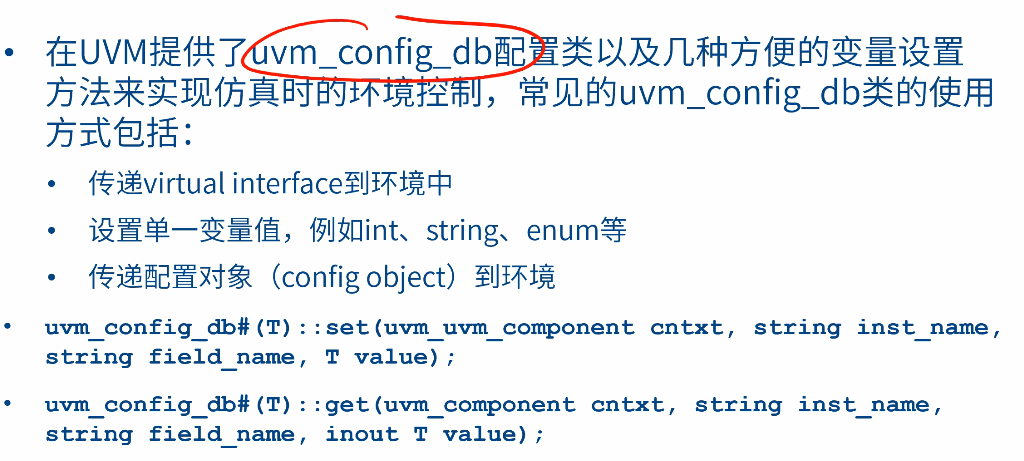 • 在UVM提供了uvm_config_db配置类以及几种方便的变量设置
方法来实现仿真时的环境控制，常见的uvm_config_db类的使用
方式包括：
• 传递virtual interface到环境中
• 设置单一变量值，例如int、string、enum等
• 传递配置对象（config object）到环境
• uvm_config_db#(T)::set(uvm_uvm_component cntxt, string inst_name,
string field_name, T value);
• uvm_config_db#(T)::get(uvm_component cntxt, string inst_name,
string field_name, inout T value);